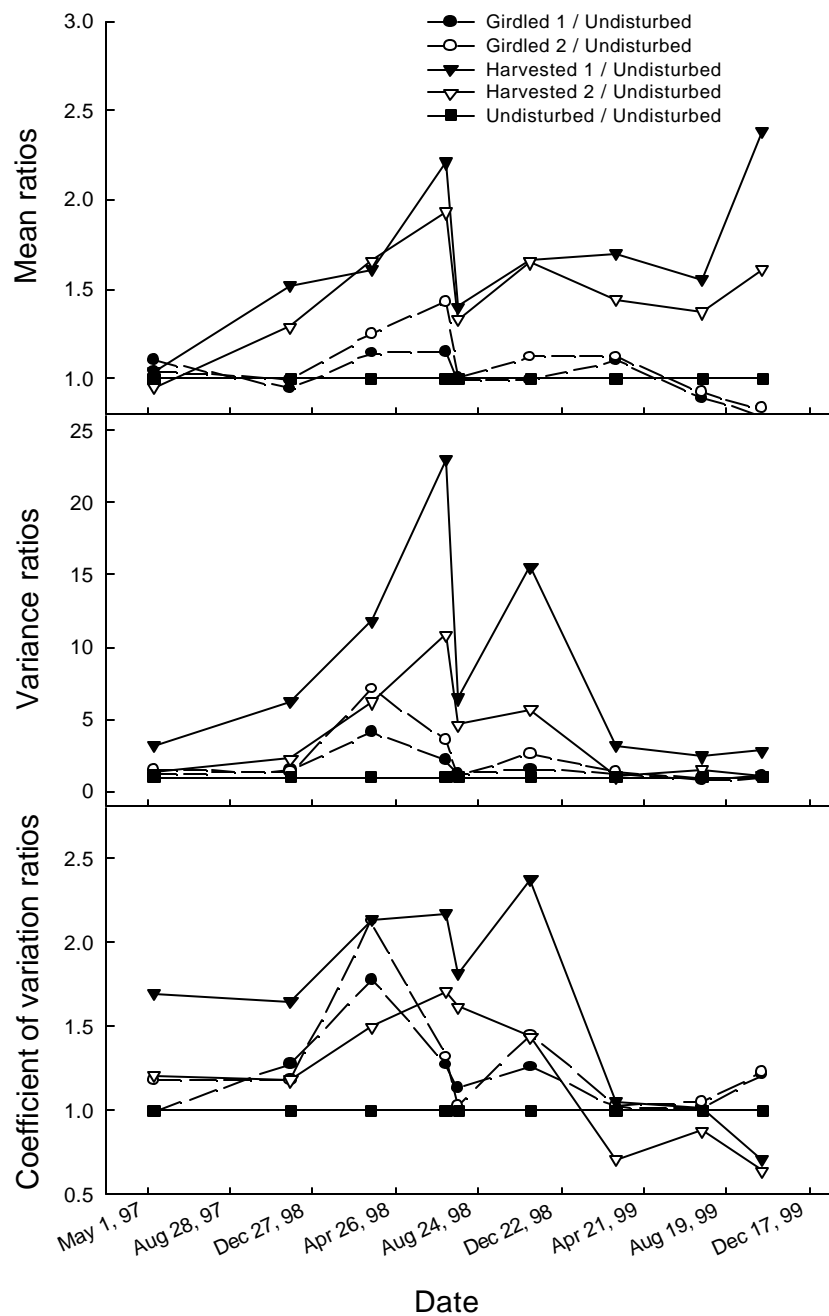 Girdled 1 / Undisturbed
Girdled 2 / Undisturbed
Harvested 1 / Undisturbed
Harvested 2 / Undisturbed
Undisturbed / Undisturbed
Mean ratios
3.0
2.5
2.0
1.5
1.0
Variance ratios
25
20
15
10
5
0
Coefficient of variation ratios
2.5
2.0
1.5
1.0
0.5
May 1, 97
Aug 28, 97
Dec 27, 98
Apr 26, 98
Aug 24, 98
Dec 22, 98
Apr 21, 99
Aug 19, 99
Dec 17, 99
Date